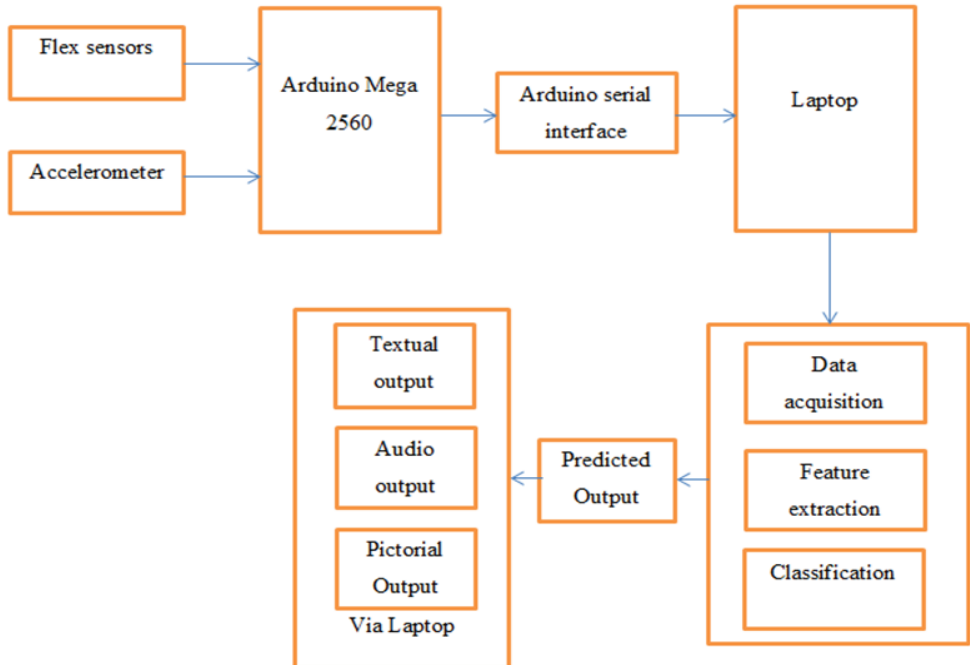 Flex sensors
Accelerometer
Arduino Mega
2560
Arduino serial
interface
Laptop
Data
acquisition
Feature
extraction
Classification
Predicted
Output
Textual
output
Audio
output
Pictorial
Output
Via Laptop